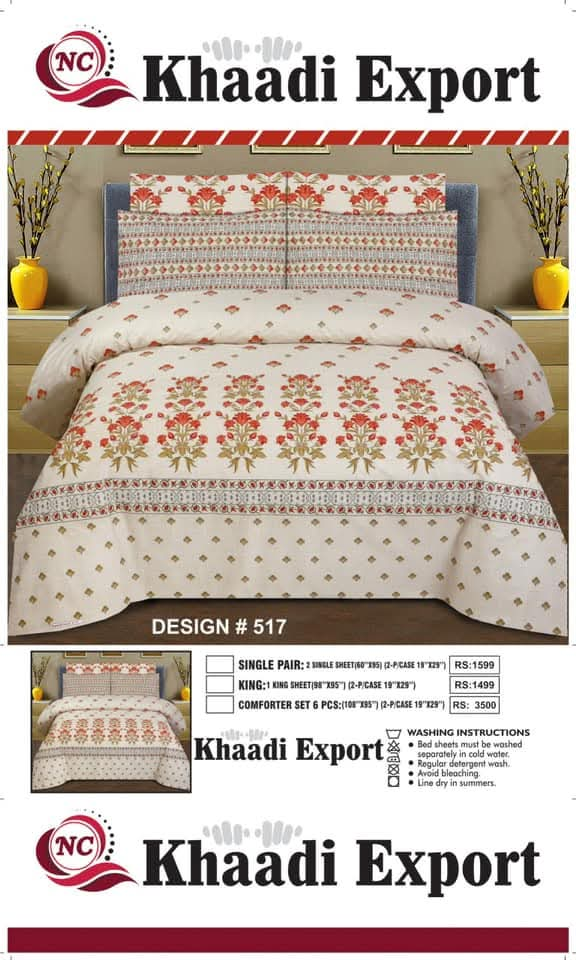 NC
Khaadi Export
DESIGN # 517
SINGLE PAIR: 2 SINGLE SHEET(60"X95) (2-P/CASE 19"X29") RS:1599
KING:1 KING SHEET(98"X95") (2-P/CASE 19"X29") RS:1499
COMFORTER SET 6 PCS:(108"X95") (2-P/CASE 19"X29") RS: 3500
Khaadi Export
WASHING INSTRUCTIONS
• Bed sheets must be washed
separately in cold water.
• Regular detergent wash.
• Avoid bleaching.
• Line dry in summers.
NC
Khaadi Export